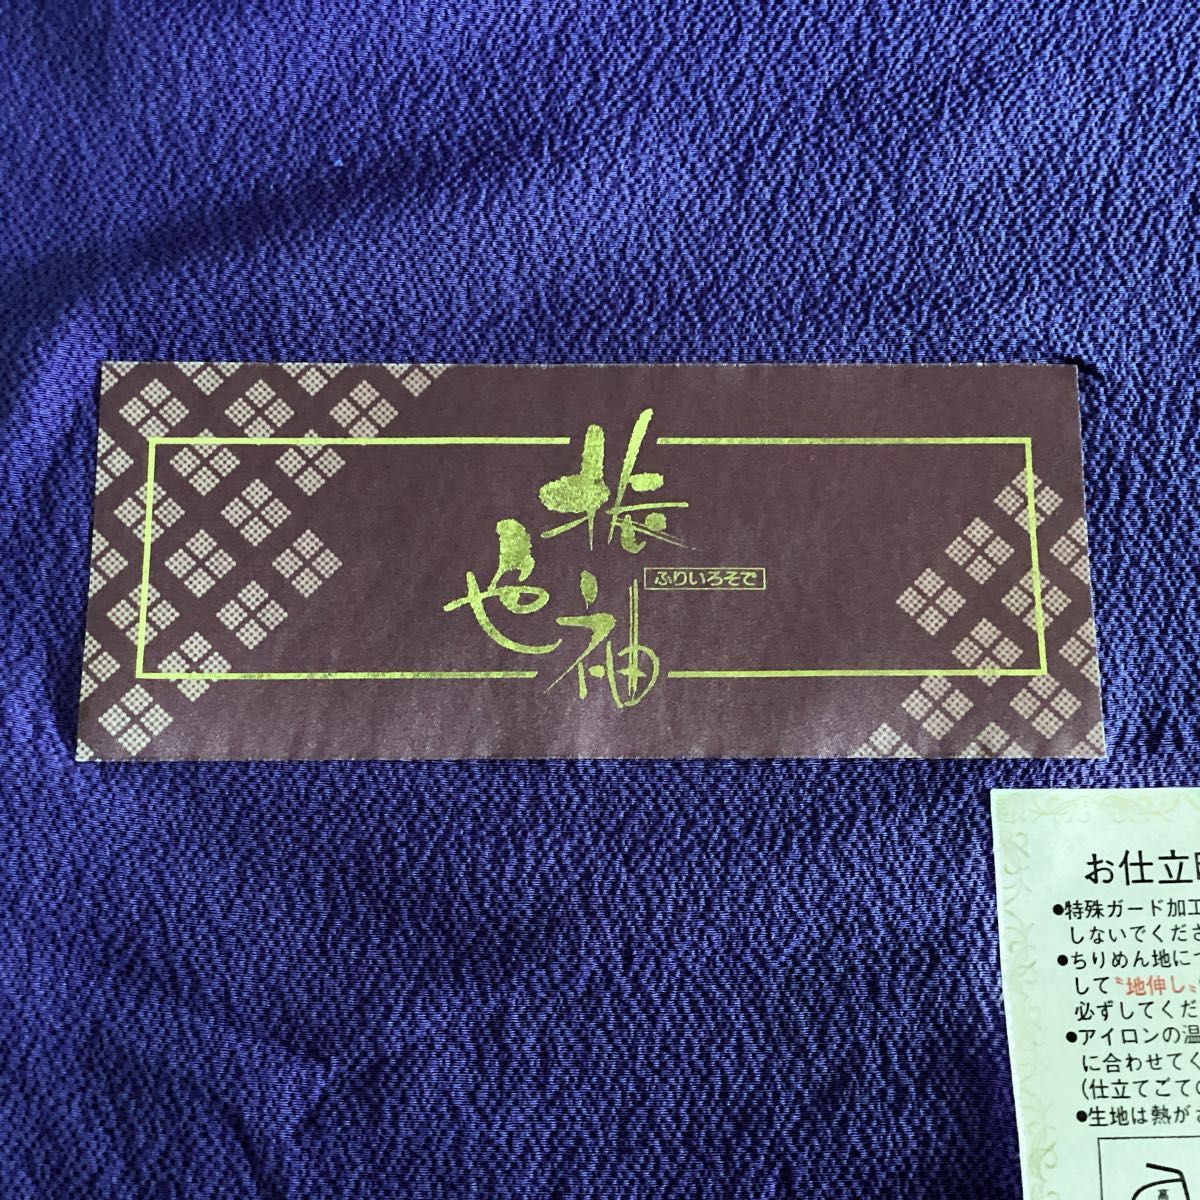 振
色袖
ふりいろそで
お仕立
●特殊ガード加工
しないでくださ
●ちりめん地に
して〝地伸し〟
必ずしてくだ
●アイロンの温
に合わせてく
(仕立てごて
●生地は熱が
高